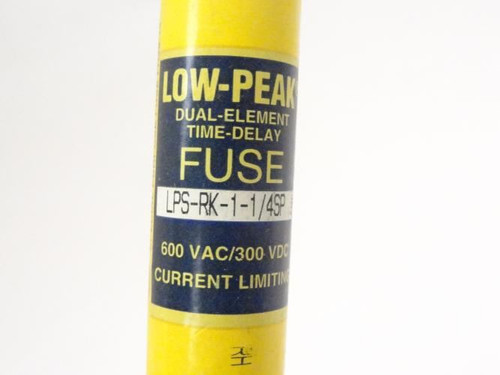 LOW-PEAK
DUAL-ELEMENT
TIME-DELAY
FUSE
LPS-RK-1-1/4SP
600 VAC/300 VDC
CURRENT LIMITING